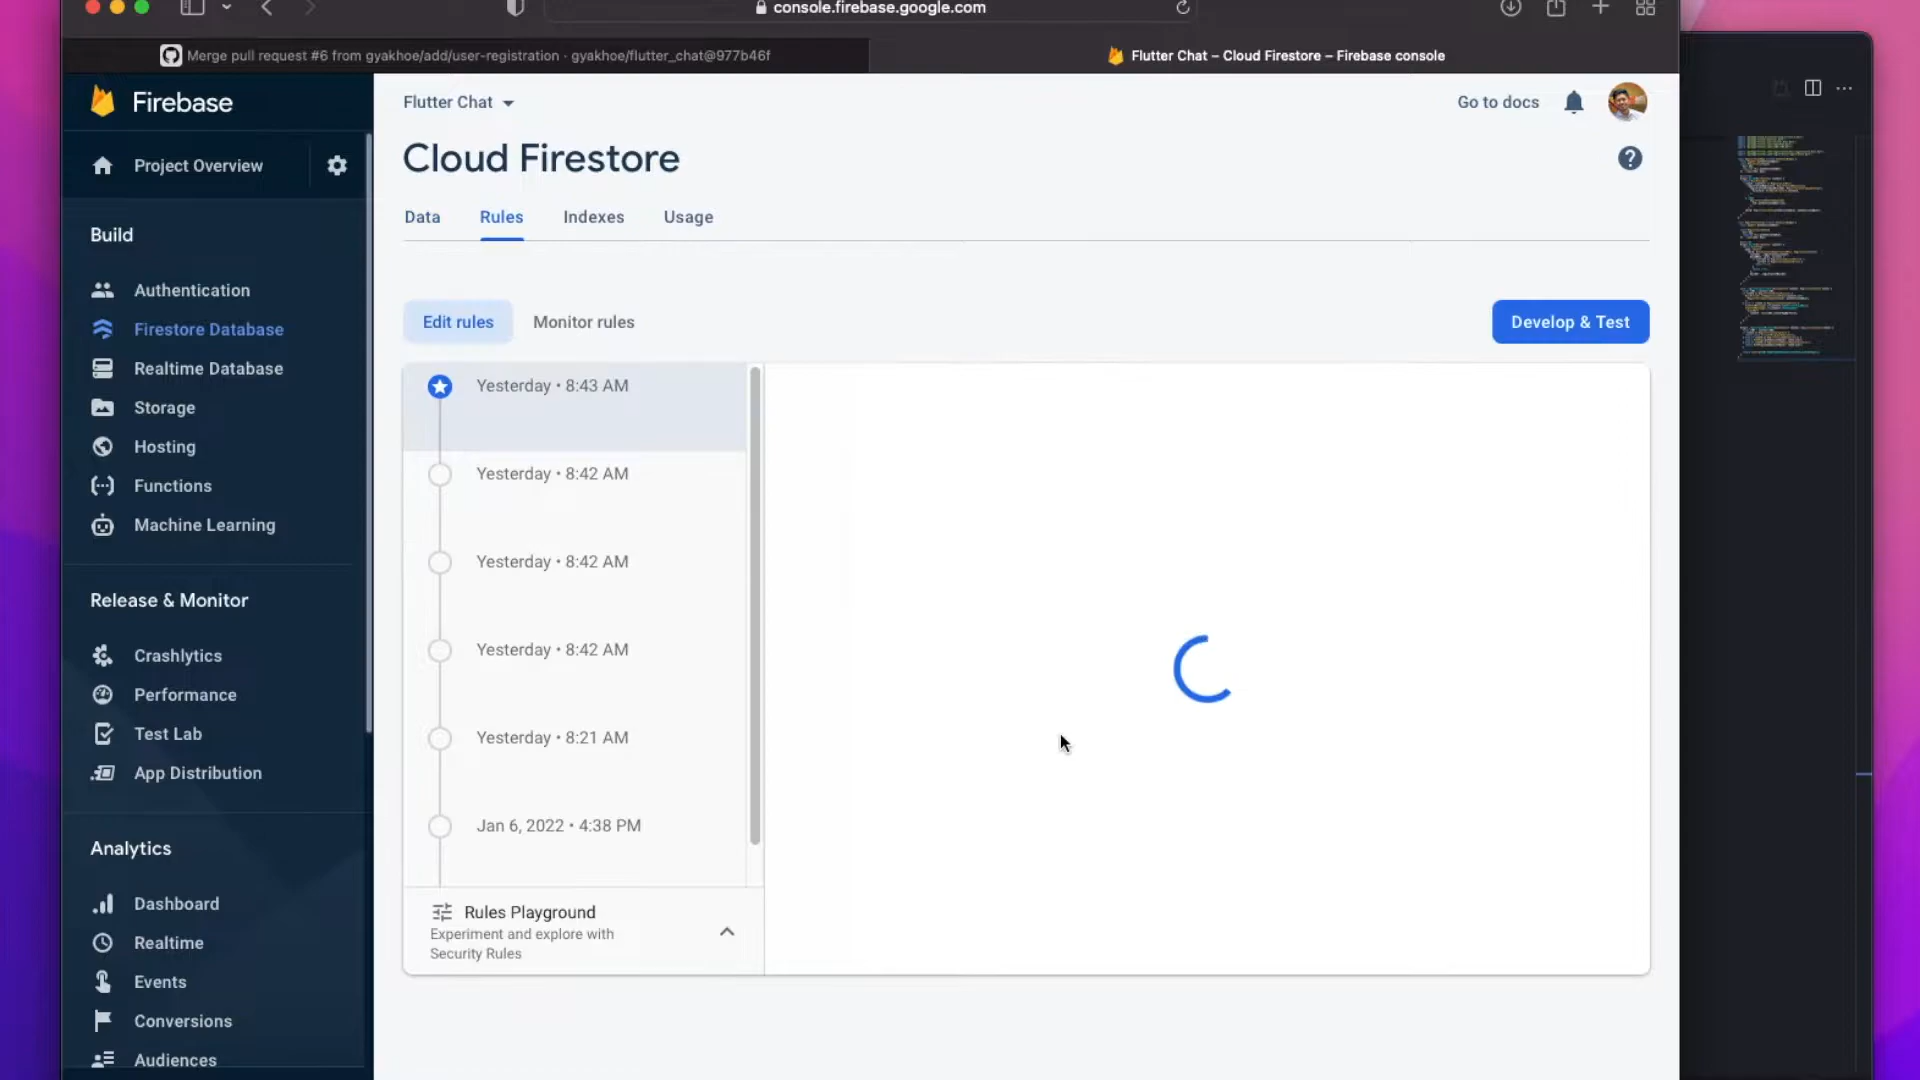 console.firebase.google.com
Merge pull request #6 from gyakhoe/add/user-registration · gyakhoe/flutter_chat@977b46f
Flutter Chat – Cloud Firestore – Firebase console
Firebase
Flutter Chat
Go to docs
Project Overview
Cloud Firestore
Data
Rules
Indexes
Usage
Build
Authentication
Firestore Database
Realtime Database
Storage
Hosting
Functions
Machine Learning
Release & Monitor
Crashlytics
Performance
Test Lab
App Distribution
Analytics
Dashboard
Realtime
Events
Conversions
Audiences
Edit rules
Monitor rules
Develop & Test
Yesterday • 8:43 AM
Yesterday • 8:42 AM
Yesterday • 8:42 AM
Yesterday • 8:42 AM
Yesterday • 8:21 AM
Jan 6, 2022 • 4:38 PM
Rules Playground
Experiment and explore with
Security Rules